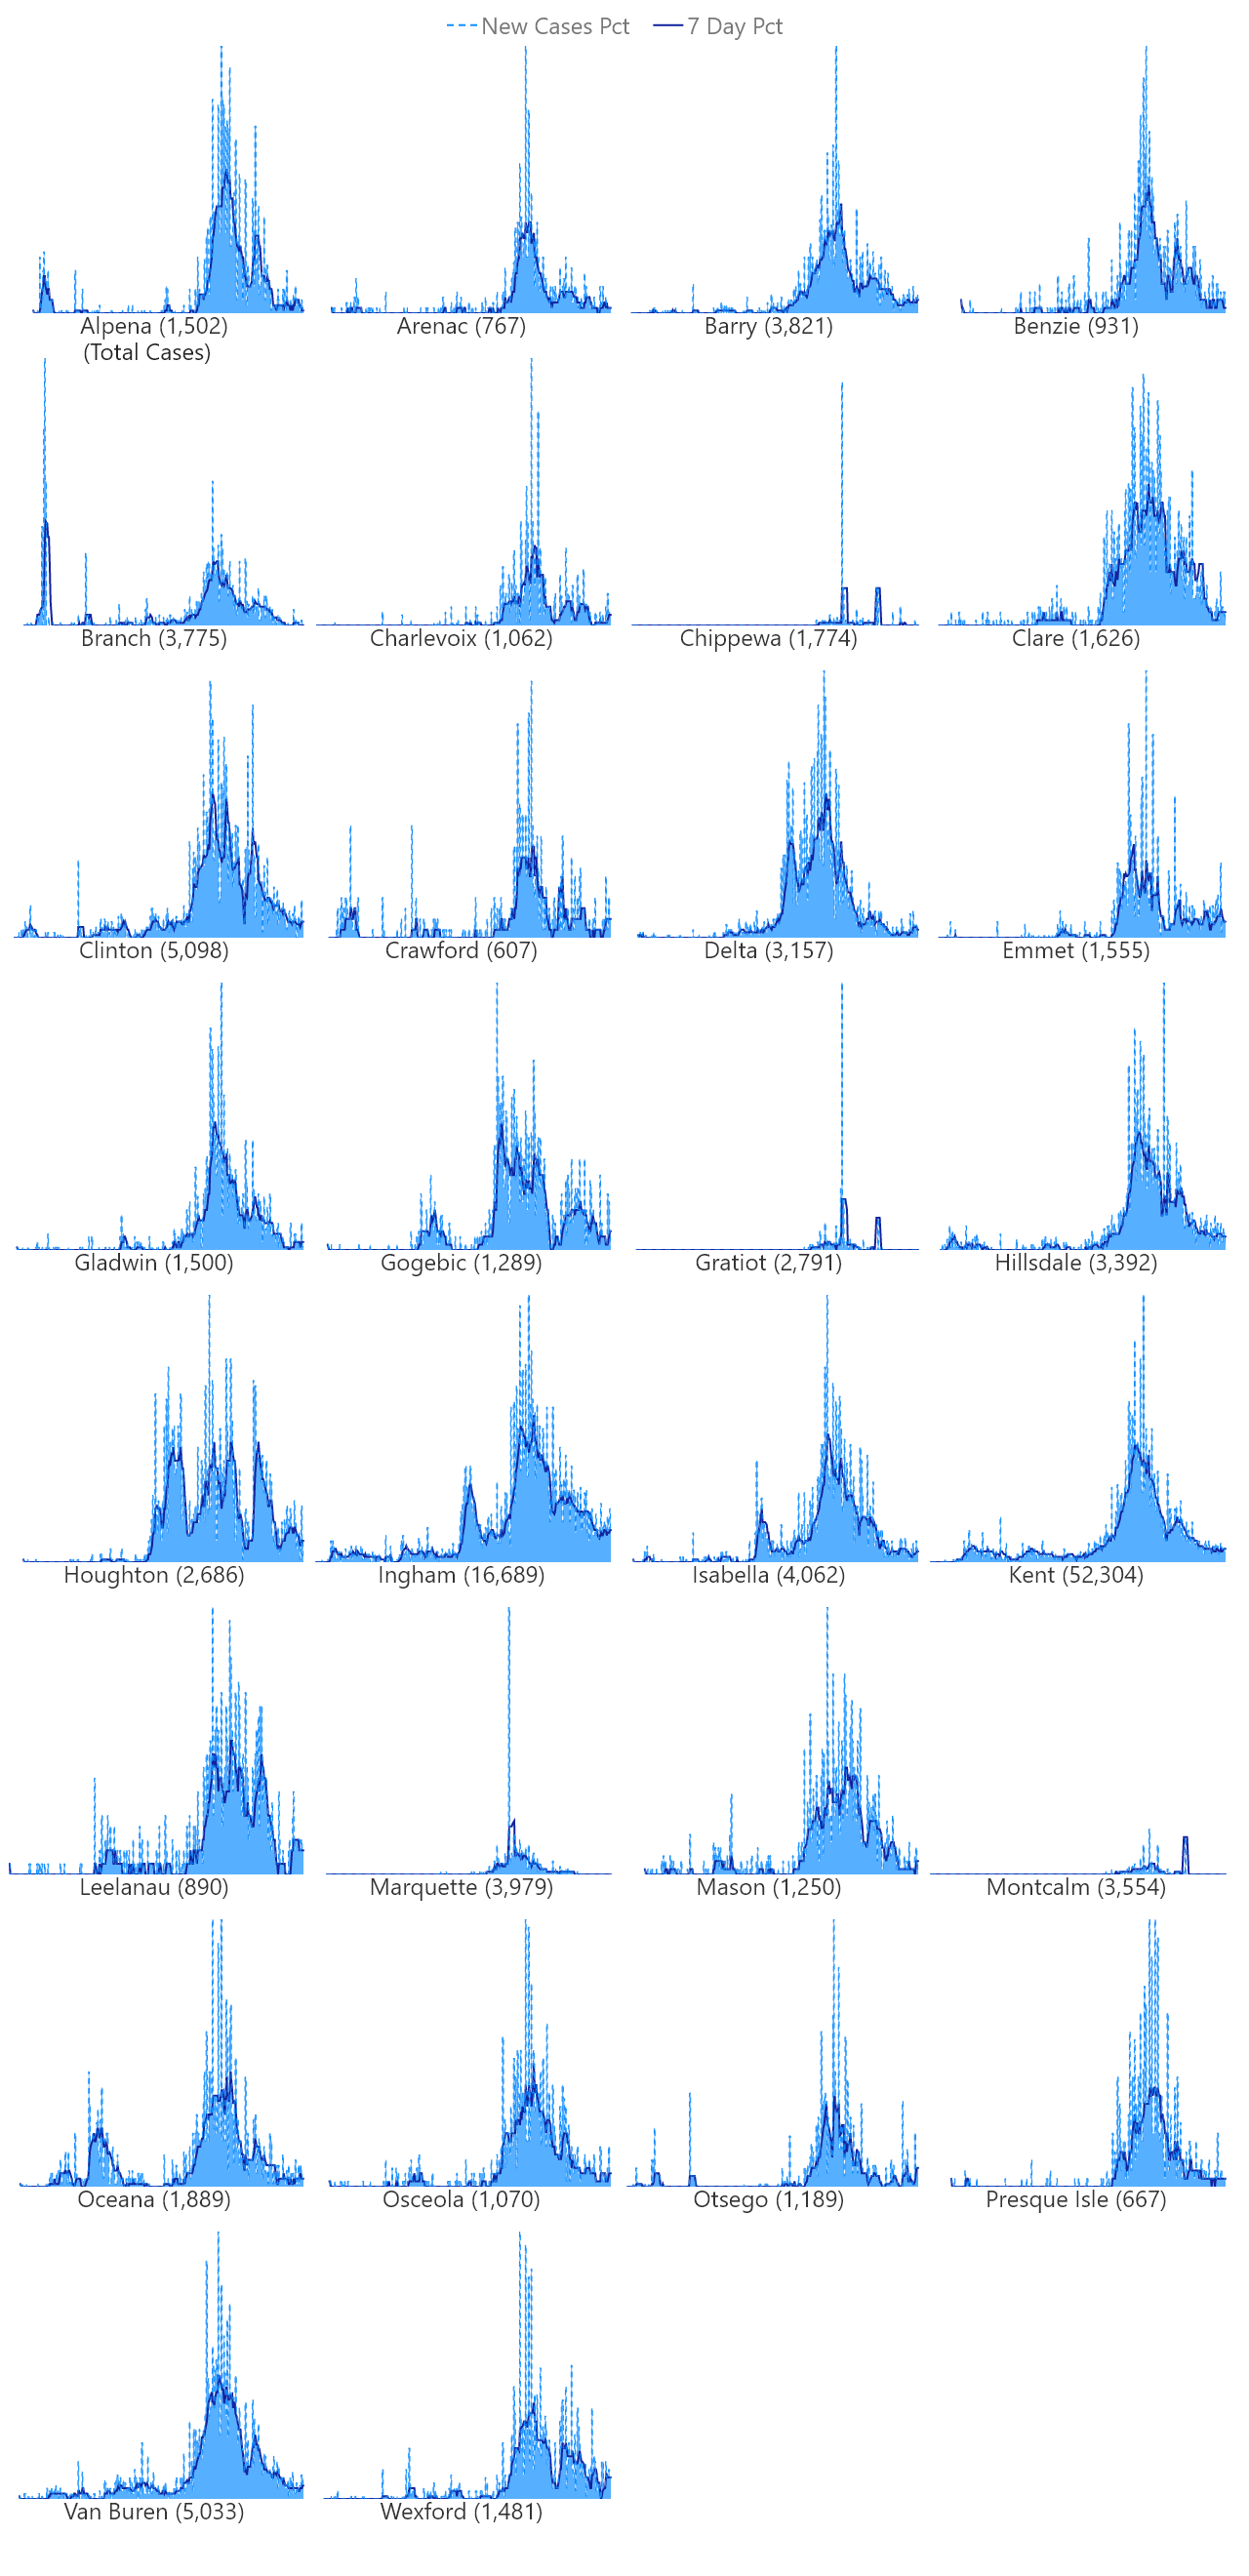 New Cases Pct 7 Day Pct
Alpena (1,502) Arenac (767) Barry (3,821) Benzie (931)
(Total Cases)
Branch (3,775) Charlevoix (1,062) Chippewa (1,774) Clare (1,626)
Clinton (5,098) Crawford (607) Delta (3,157) Emmet (1,555)
Gladwin (1,500) Gogebic (1,289) Gratiot (2,791) Hillsdale (3,392)
Houghton (2,686) Ingham (16,689) Isabella (4,062) Kent (52,304)
Leelanau (890) Marquette (3,979) Mason (1,250) Montcalm (3,554)
Oceana (1,889) Osceola (1,070) Otsego (1,189) Presque Isle (667)
Van Buren (5,033) Wexford (1,481)